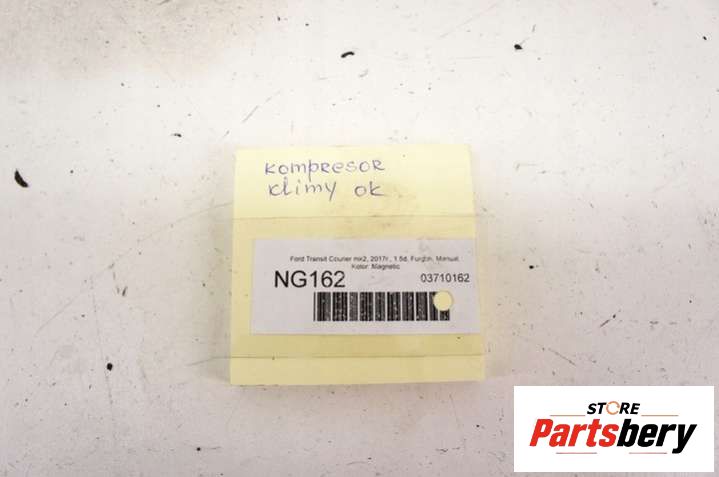 kompresor
klimy ok
Ford Transit Courier mk2, 2017r., 1.5d, Furgon, Manual,
Kolor: Magnetic
NG162 03710162
STORE
Partsbery